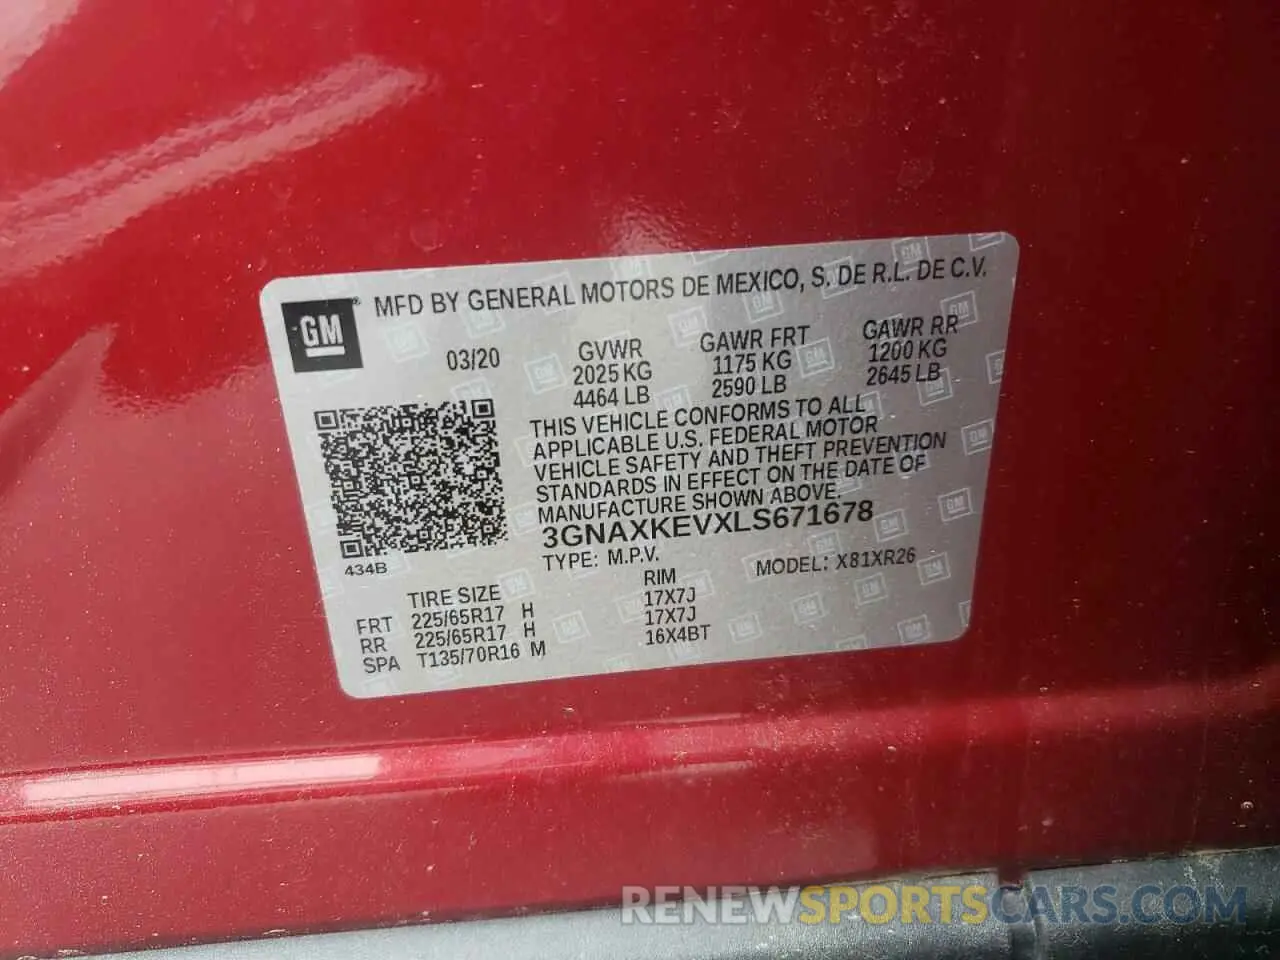 MFD BY GENERAL MOTORS DE MEXICO, S. DE R.L. DE C.V.
GM®
03/20
GVWR GAWR FRT GAWR RR
2025 KG 1175 KG 1200 KG
4464 LB 2590 LB 2645 LB
THIS VEHICLE CONFORMS TO ALL
APPLICABLE U.S. FEDERAL MOTOR
VEHICLE SAFETY AND THEFT PREVENTION
STANDARDS IN EFFECT ON THE DATE OF
MANUFACTURE SHOWN ABOVE.
3GNAXKEVXLS671678
434B
TYPE: M.P.V. MODEL: X81XR26
TIRE SIZE RIM
FRT 225/65R17 H 17X7J
RR 225/65R17 H 17X7J
SPA T135/70R16 M 16X4BT
RENEWSPORTSCARS.COM